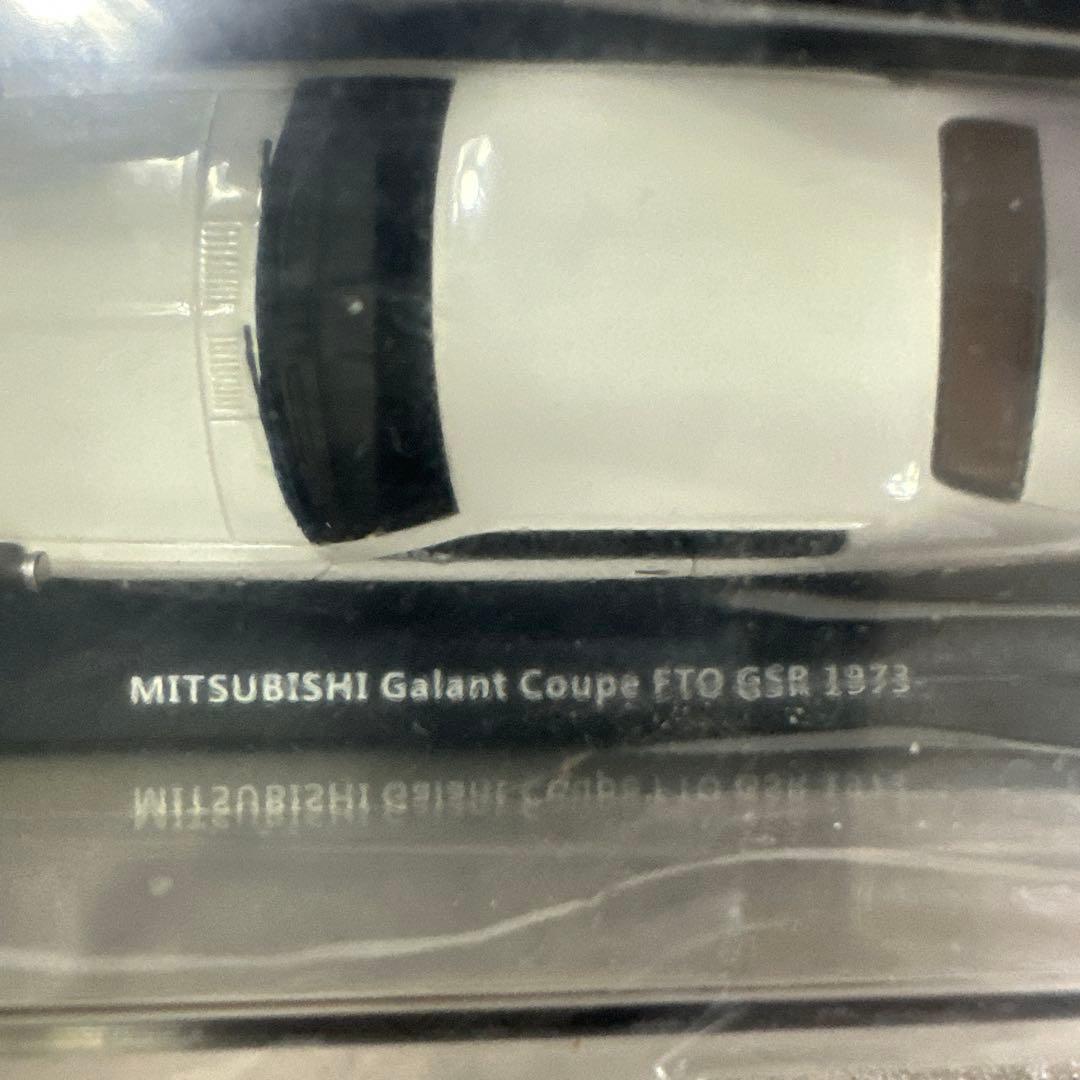 MITSUBISHI Galant Coupe FTO GSR 1973